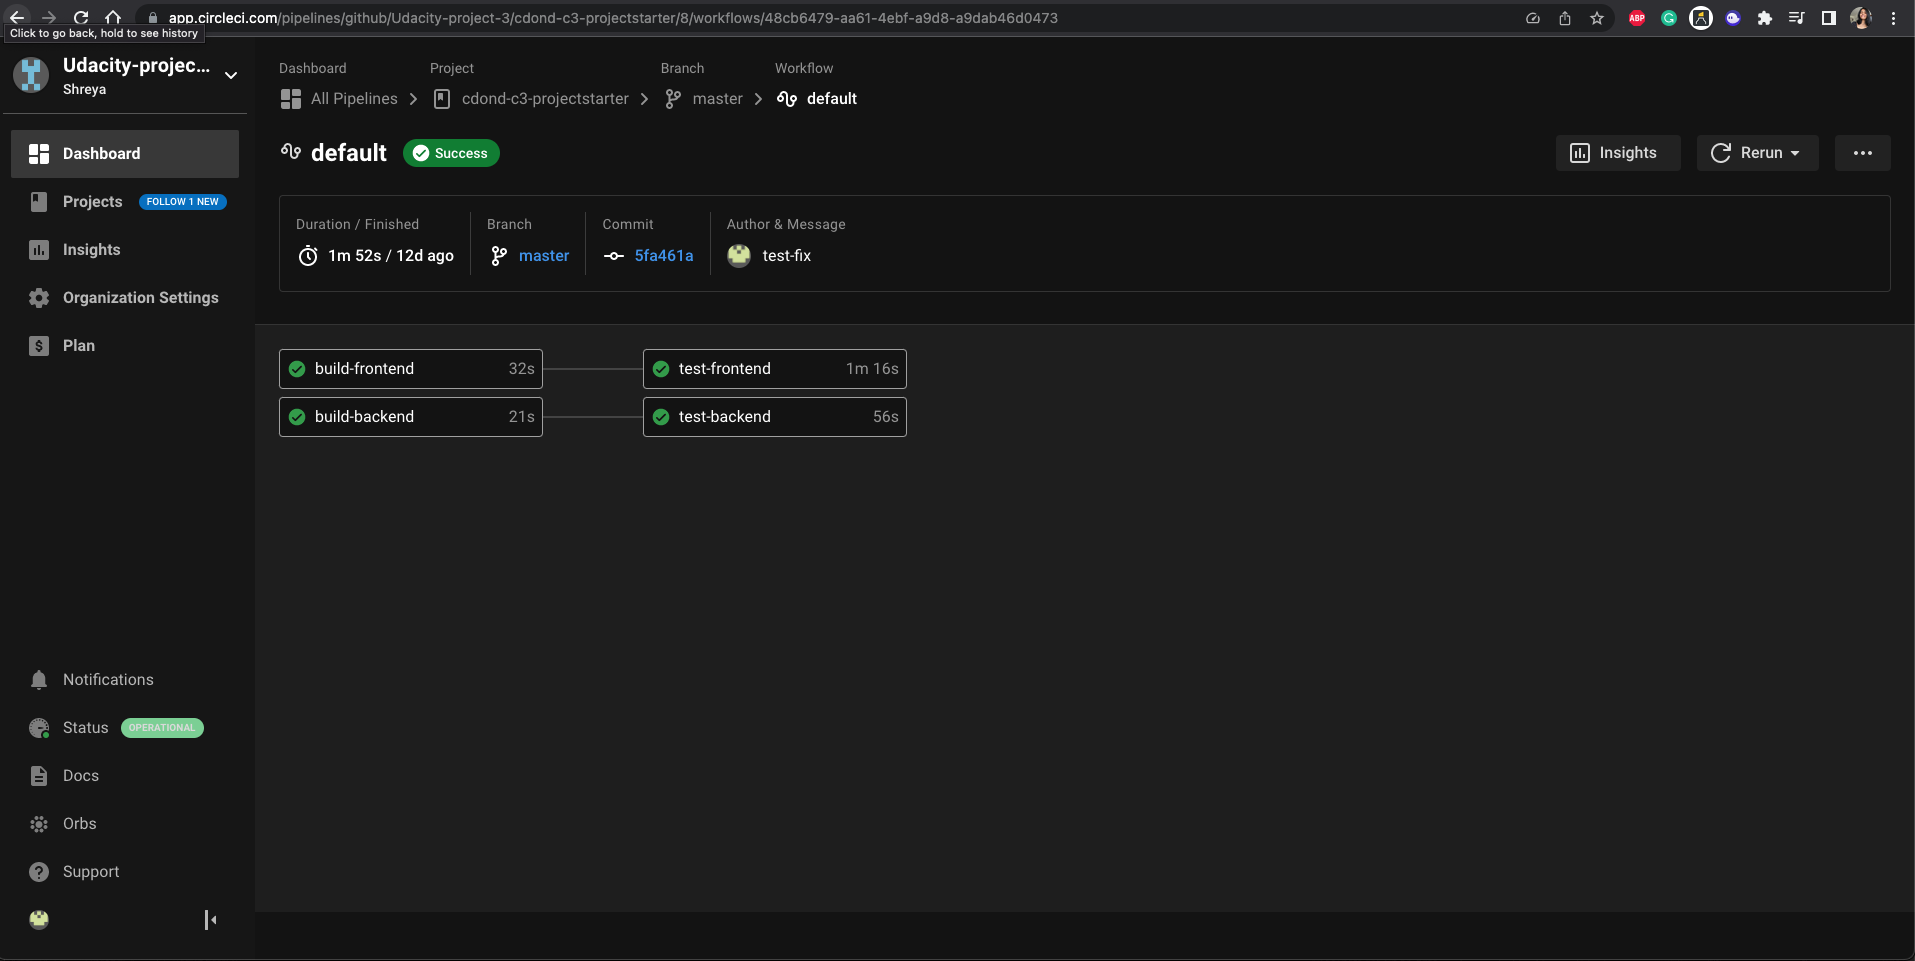 app.circleci.com/pipelines/github/Udacity-project-3/cdond-c3-projectstarter/8/workflows/48cb6479-aa61-4ebf-a9d8-a9dab46d0473
ABP
Click to go back, hold to see history
Udacity-projec...
Shreya
Dashboard
Projects FOLLOW 1 NEW
Insights
Organization Settings
Plan
Notifications
Status OPERATIONAL
Docs
Orbs
Support
Dashboard Project Branch Workflow
All Pipelines cdond-c3-projectstarter master default
default Success
Insights Rerun
Duration / Finished Branch Commit Author & Message
1m 52s / 12d ago master 5fa461a test-fix
build-frontend 32s test-frontend 1m 16s
build-backend 21s test-backend 56s